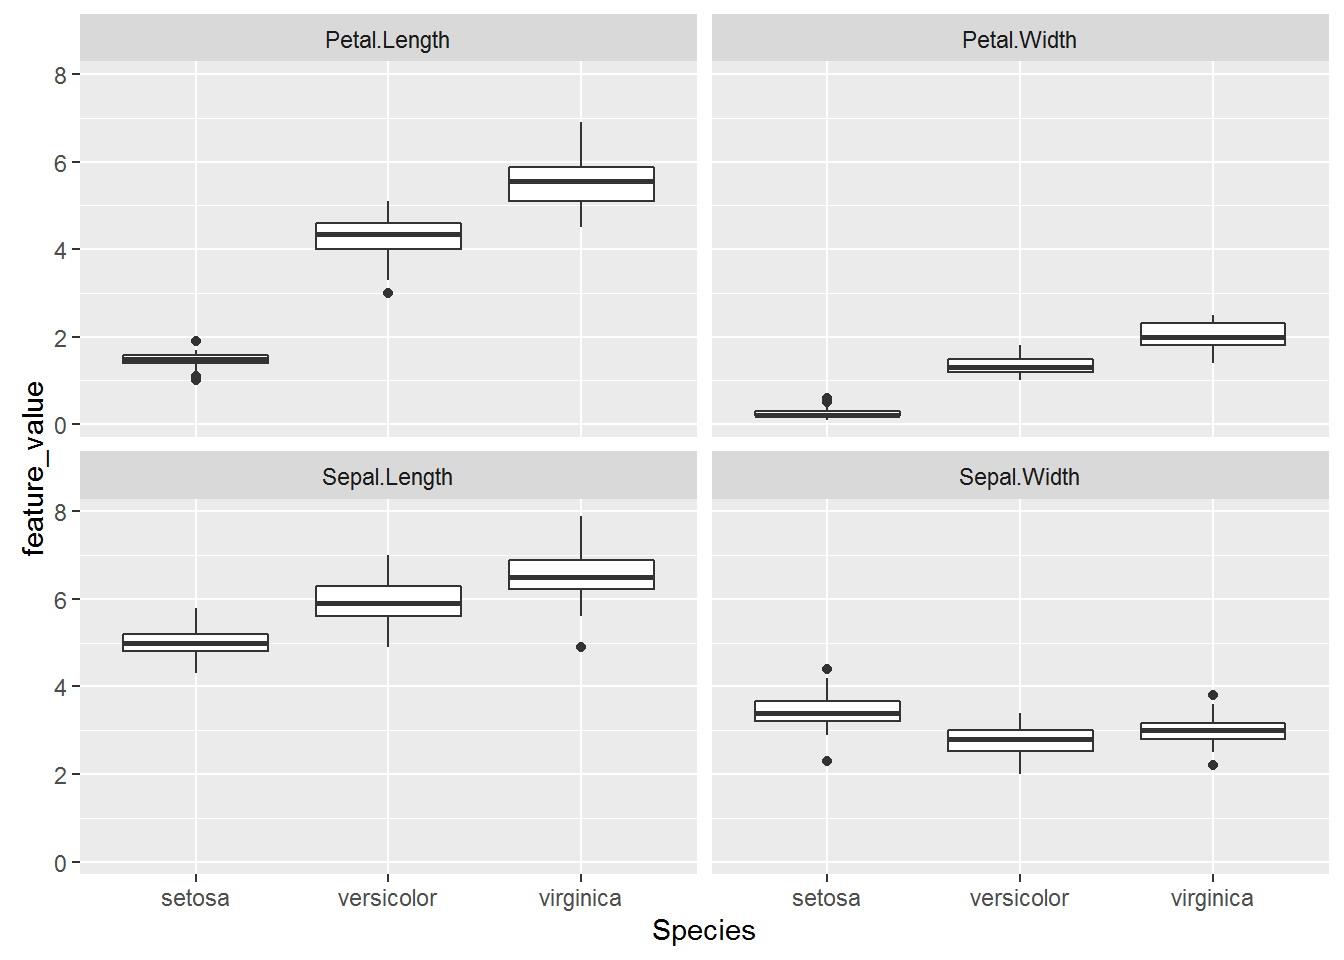 Petal.Length
Petal.Width
8
6
4
2
0
feature_value
Sepal.Length
Sepal.Width
8
6
4
2
0
setosa versicolor virginica
setosa versicolor virginica
Species